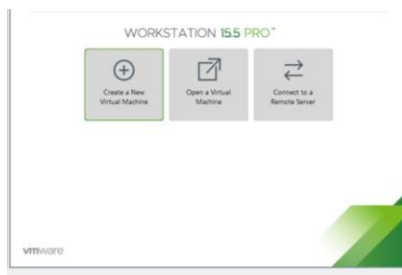 WORKSTATION 15.5 PRO™
Create a New
Virtual Machine
Open a Virtual
Machine
Connect to a
Remote Server
vmware